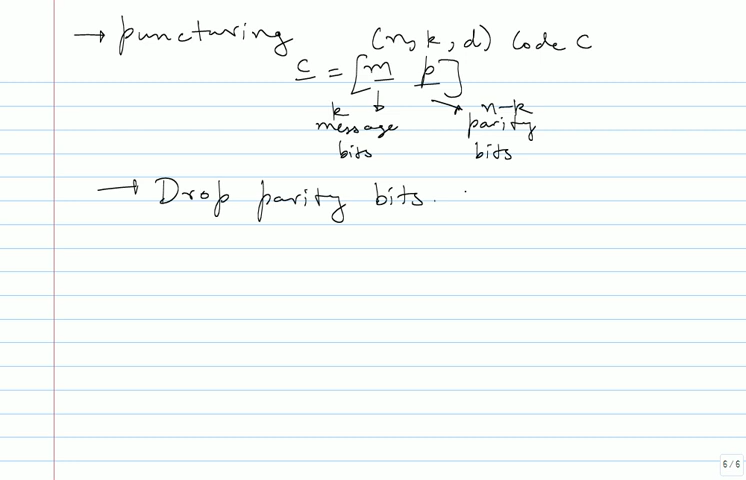 → puncturing (n, k, d) code C
c = [m p]
k message bits
n-k parity bits
→ Drop parity bits.
6 / 6